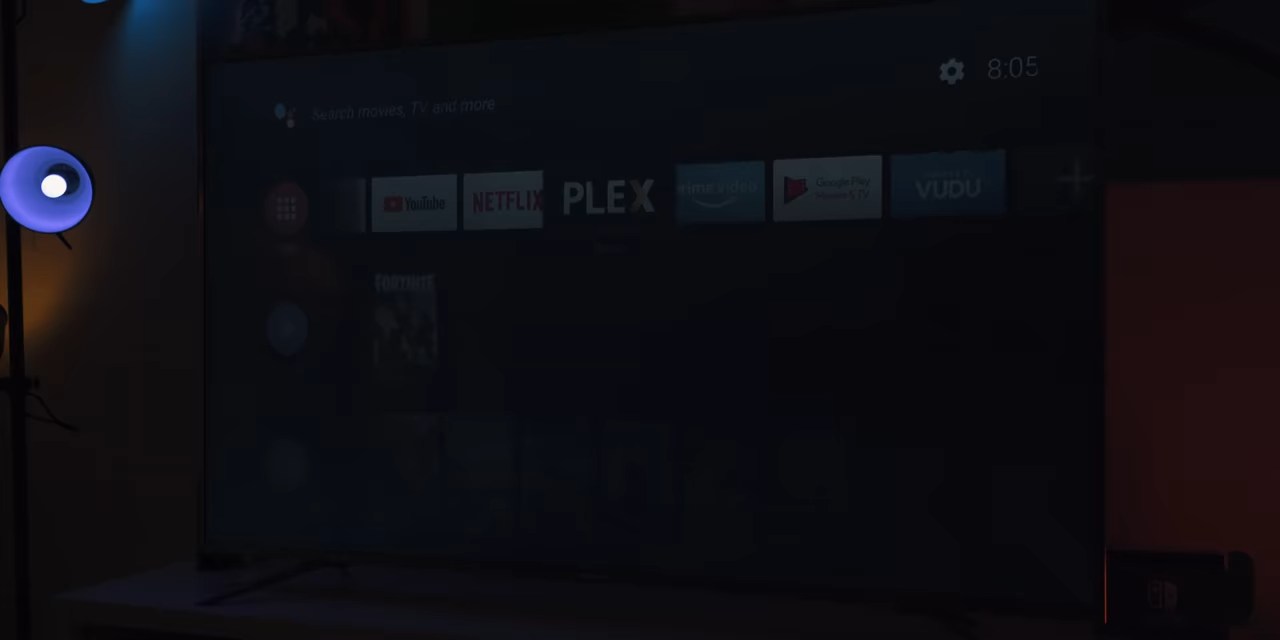 8:05
Search movies, TV and more
YouTube
NETFLIX
PLEX
prime video
Google Play
Movies & TV
VUDU
FORTNITE